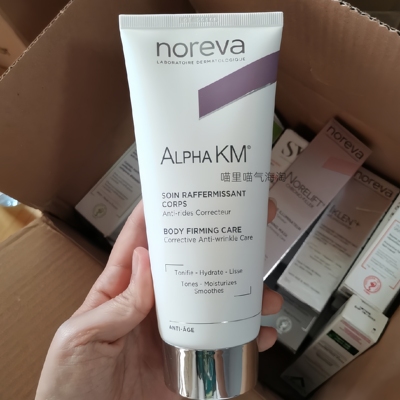 noreva
LABORATOIRE DERMATOLOGIQUE
ALPHA KM®
喵里喵气海淘
SOIN RAFFERMISSANT
CORPS
Anti-rides Correcteur
BODY FIRMING CARE
Corrective Anti-wrinkle Care
Tonifie - Hydrate - Lisse
Tones - Moisturizes
Smoothes
ANTI-ÂGE
noreva